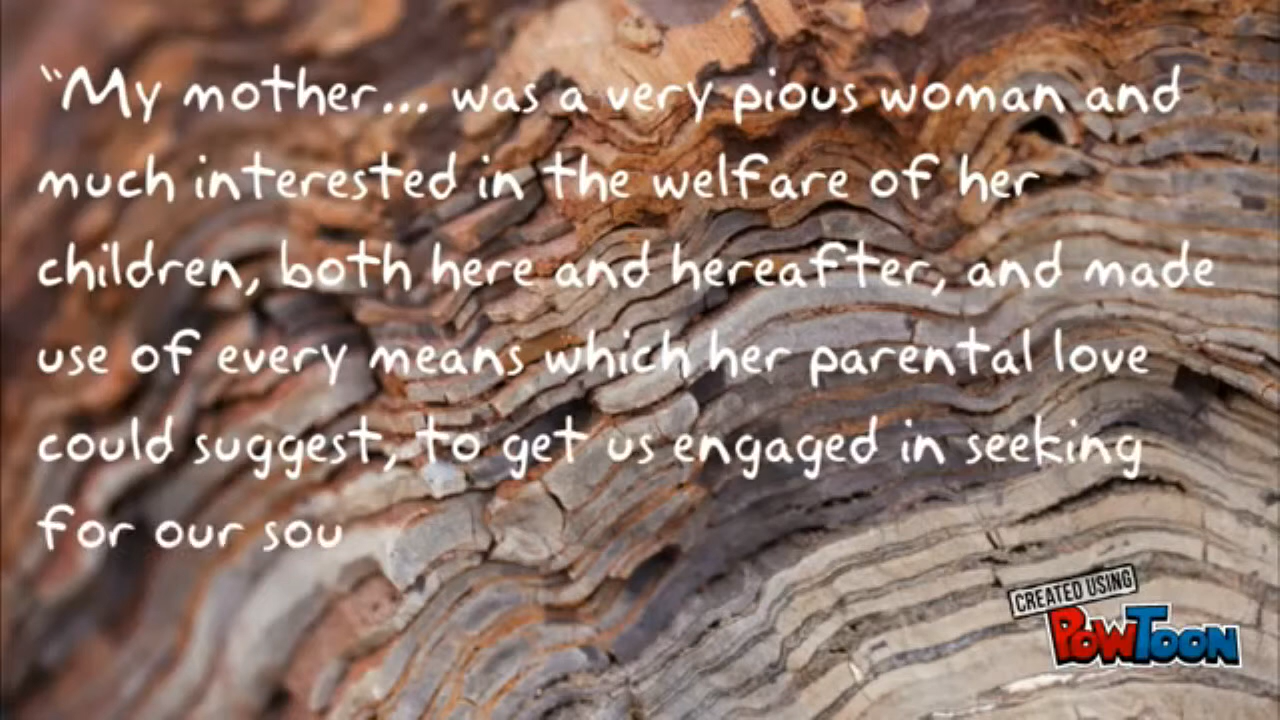 “My mother... was a very pious woman and
much interested in the welfare of her
children, both here and hereafter, and made
use of every means which her parental love
could suggest, to get us engaged in seeking
for our sou
CREATED USING
POWTOON